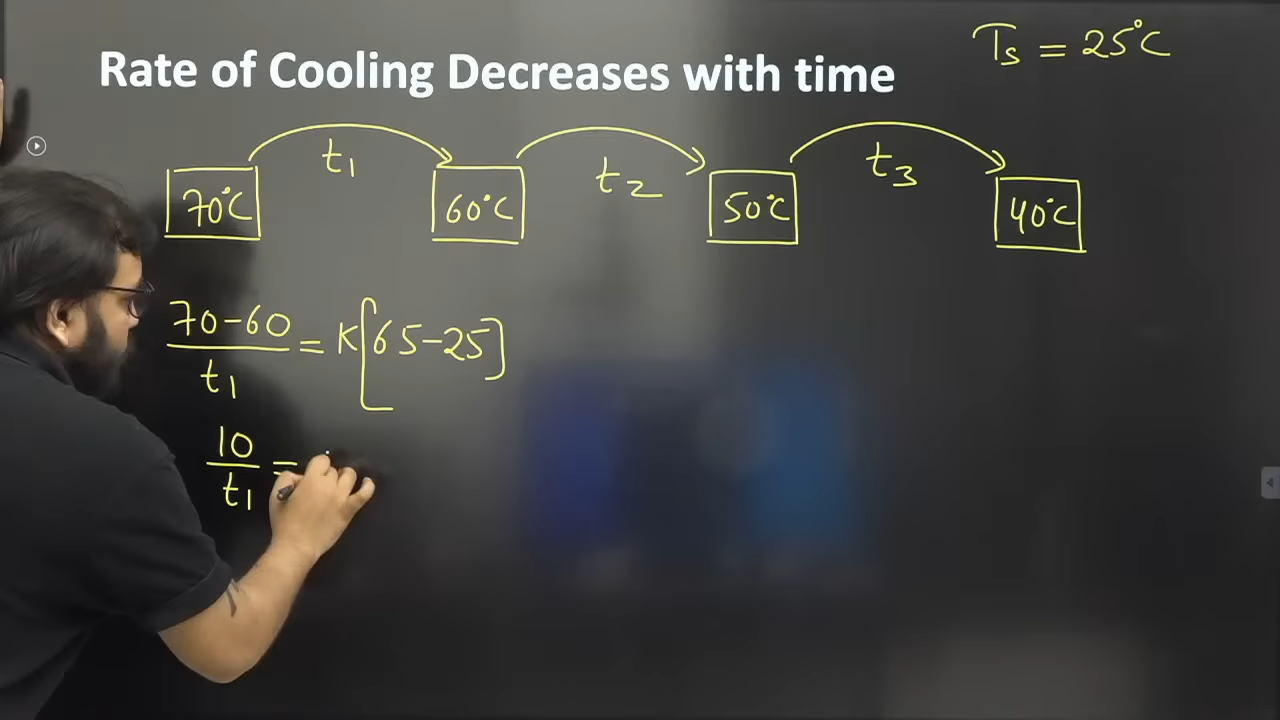 Rate of Cooling Decreases with time
Ts = 25°C
t1
t2
t3
70°C
60°C
50°C
40°C
70-60 / t1 = K[65-25]
10 / t1 =